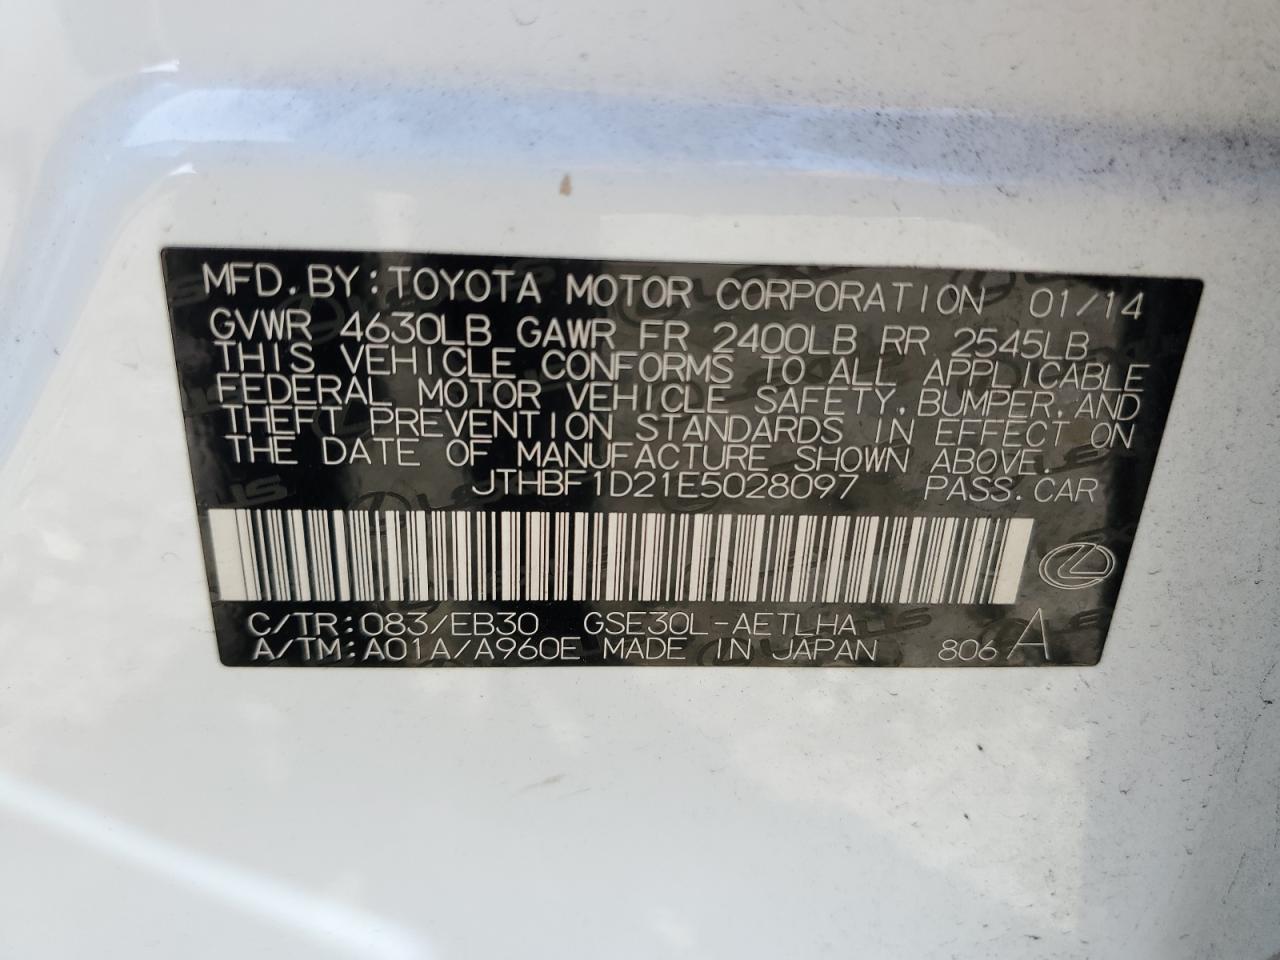 MFD. BY: TOYOTA MOTOR CORPORATION 01/14
GVWR 4630LB GAWR FR 2400LB RR 2545LB
THIS VEHICLE CONFORMS TO ALL APPLICABLE
FEDERAL MOTOR VEHICLE SAFETY, BUMPER, AND
THEFT PREVENTION STANDARDS IN EFFECT ON
THE DATE OF MANUFACTURE SHOWN ABOVE.
JTHBF1D21E5028097 PASS. CAR
C/TR: 083/EB30 GSE30L-AETLHA
A/TM: A01A/A960E MADE IN JAPAN 806 A